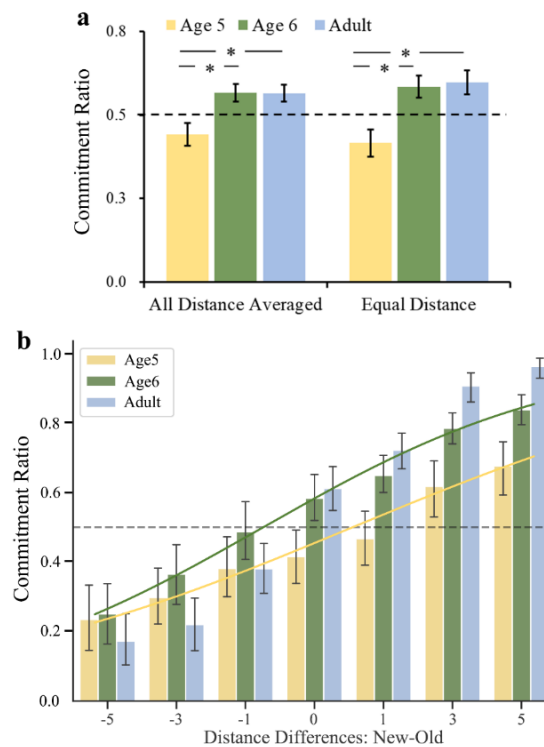 a
Age 5 Age 6 Adult
0.8
* *
* *
0.5
0.3
0.0
Commitment Ratio
All Distance Averaged Equal Distance
b
Age5
Age6
Adult
1.0
0.8
0.6
0.4
0.2
0.0
Commitment Ratio
-5 -3 -1 0 1 3 5
Distance Differences: New-Old